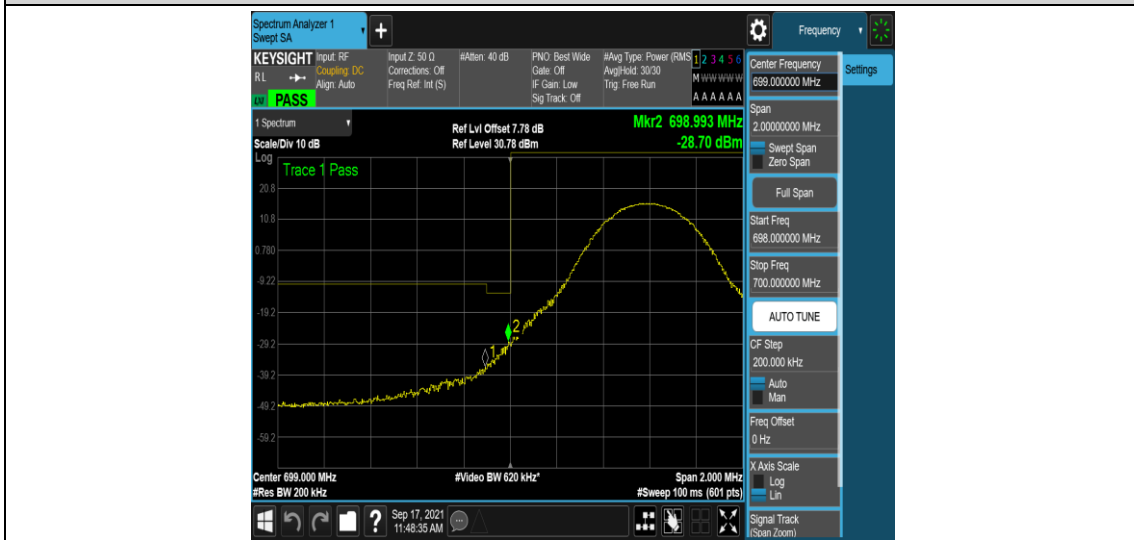 Spectrum Analyzer 1
Swept SA
+
Frequency
KEYSIGHT
RL
LXI
PASS
Input: RF
Coupling: DC
Align: Auto
Input Z: 50 Ω
Corrections: Off
Freq Ref: Int (S)
#Atten: 40 dB
PNO: Best Wide
Gate: Off
IF Gain: Low
Sig Track: Off
#Avg Type: Power (RMS
Avg|Hold: 30/30
Trig: Free Run
1 2 3 4 5 6
M W W W W W
A A A A A A
1 Spectrum
Scale/Div 10 dB
Ref Lvl Offset 7.78 dB
Ref Level 30.78 dBm
Mkr2 698.993 MHz
-28.70 dBm
Log
Trace 1 Pass
20.8
10.8
0.780
-9.22
-19.2
-29.2
-39.2
-49.2
-59.2
1
2
Center 699.000 MHz
#Res BW 200 kHz
#Video BW 620 kHz*
Span 2.000 MHz
#Sweep 100 ms (601 pts)
?
Sep 17, 2021
11:48:35 AM
Center Frequency
699.000000 MHz
Settings
Span
2.00000000 MHz
Swept Span
Zero Span
Full Span
Start Freq
698.000000 MHz
Stop Freq
700.000000 MHz
AUTO TUNE
CF Step
200.000 kHz
Auto
Man
Freq Offset
0 Hz
X Axis Scale
Log
Lin
Signal Track
(Span Zoom)